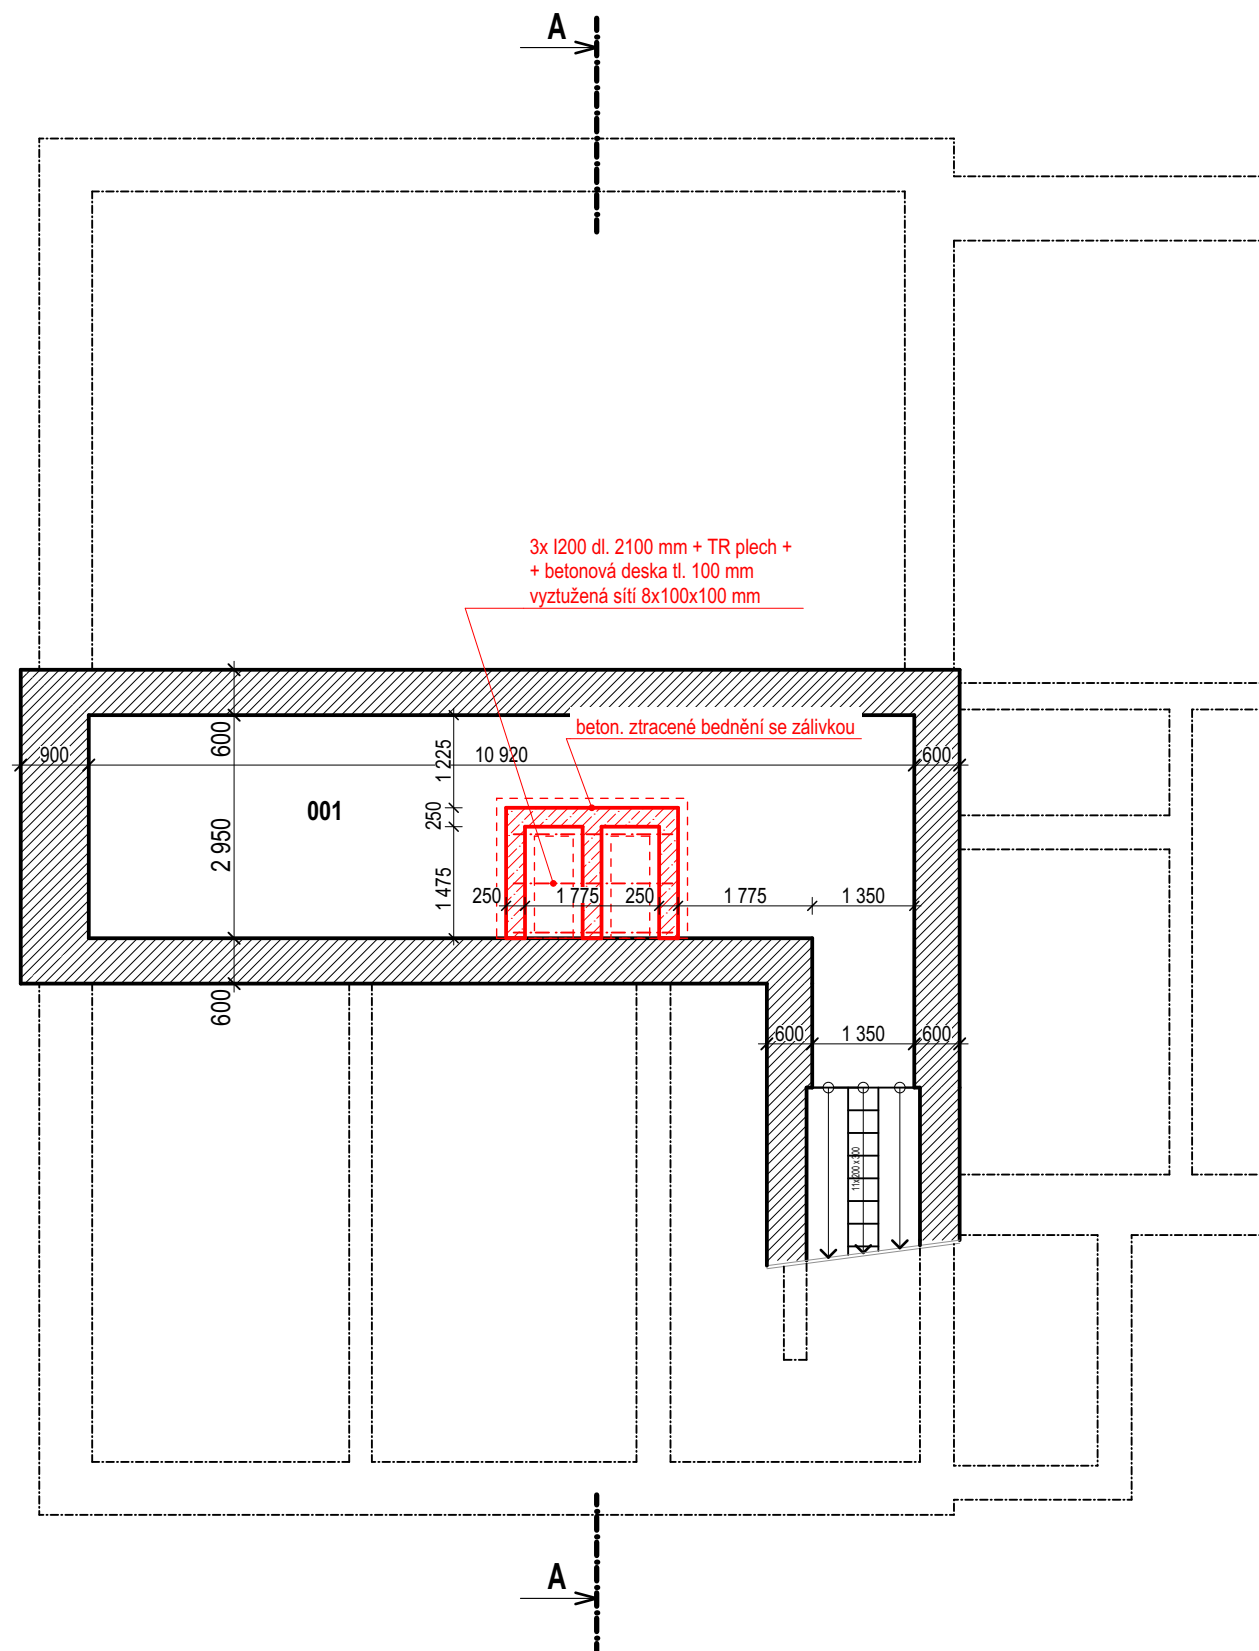 A
3x I200 dl. 2100 mm + TR plech +
+ betonová deska tl. 100 mm
vyztužená sítí 8x100x100 mm
beton. ztracené bednění se zálivkou
600
900
1 225
10 920
600
001
250
2 950
1 475
250
1 775
250
1 775
1 350
600
600
1 350
600
11x200 x 300
A